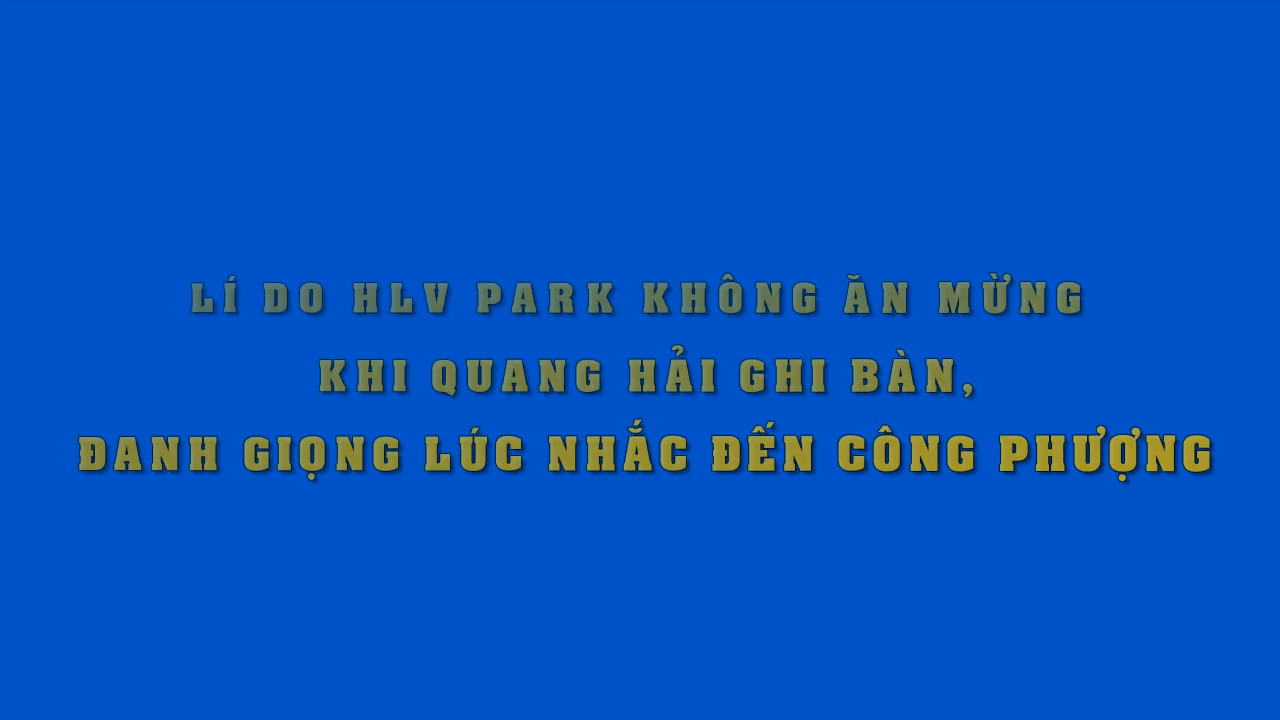 LÍ DO HLV PARK KHÔNG ĂN MỪNG
KHI QUANG HẢI GHI BÀN,
ĐANH GIỌNG LÚC NHẮC ĐẾN CÔNG PHƯỢNG